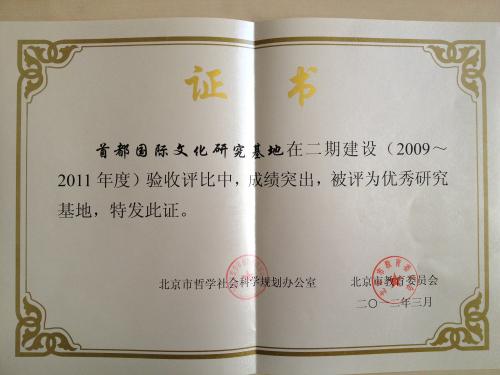 证 书
首都国际文化研究基地在二期建设（2009～
2011年度）验收评比中，成绩突出，被评为优秀研究
基地，特发此证。
北京市哲学社会科学规划办公室 北京市教育委员会
二〇一二年三月